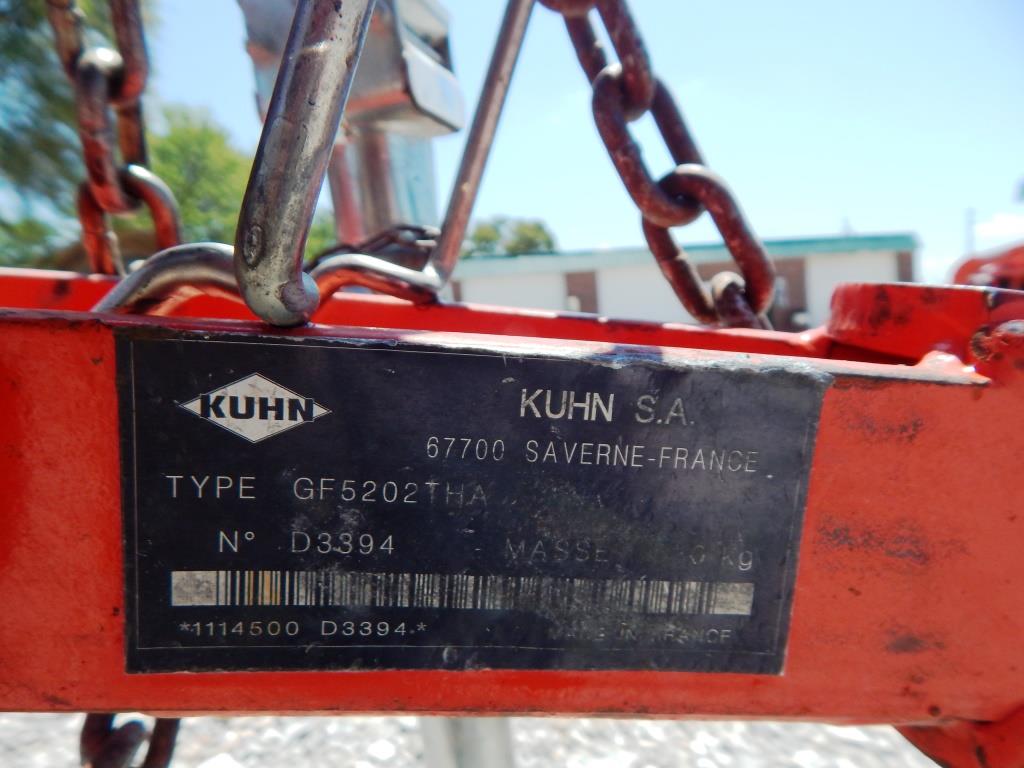 KUHN
KUHN S.A.
67700 SAVERNE-FRANCE
TYPE GF5202THA
N° D3394 MASSE kg
*1114500 D3394*
MADE IN FRANCE